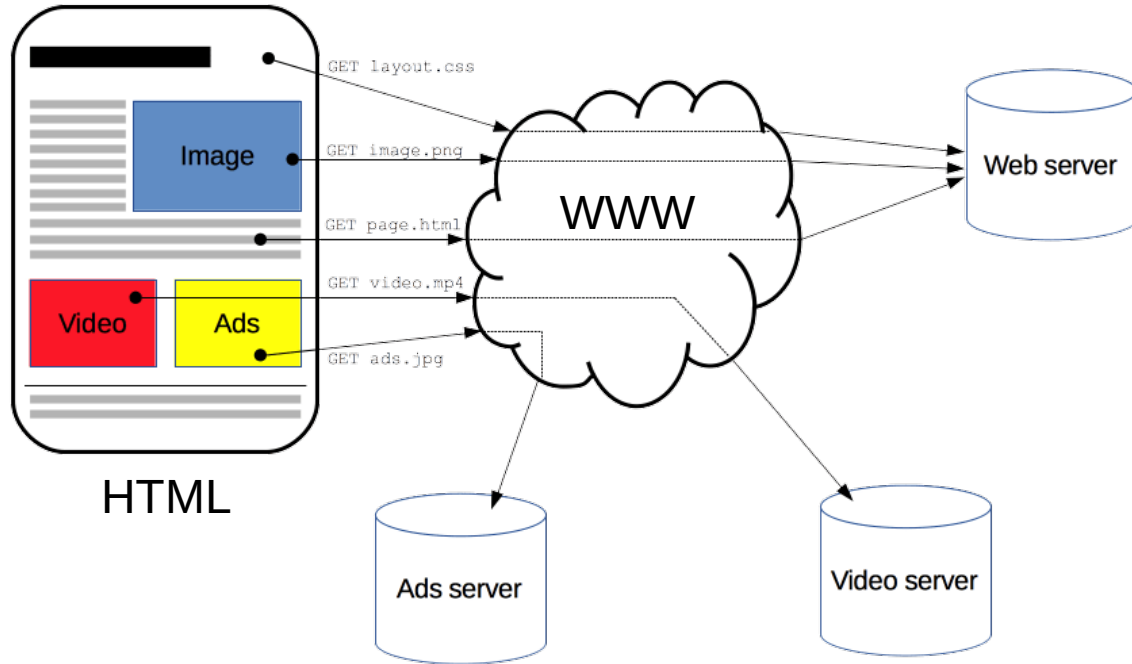 GET layout.css
Image
GET image.png
WWW
Web server
GET page.html
GET video.mp4
Video
Ads
GET ads.jpg
HTML
Ads server
Video server